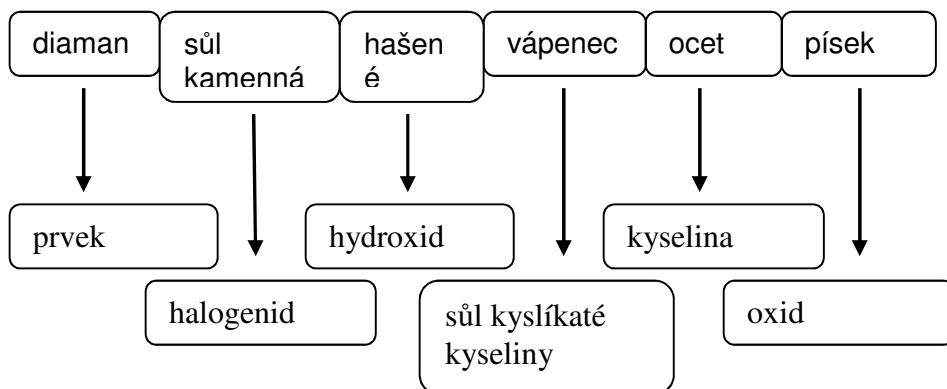 diaman
sůl
kamenná
hašen
é
vápenec
ocet
písek
prvek
hydroxid
kyselina
halogenid
sůl kyslíkaté
kyseliny
oxid